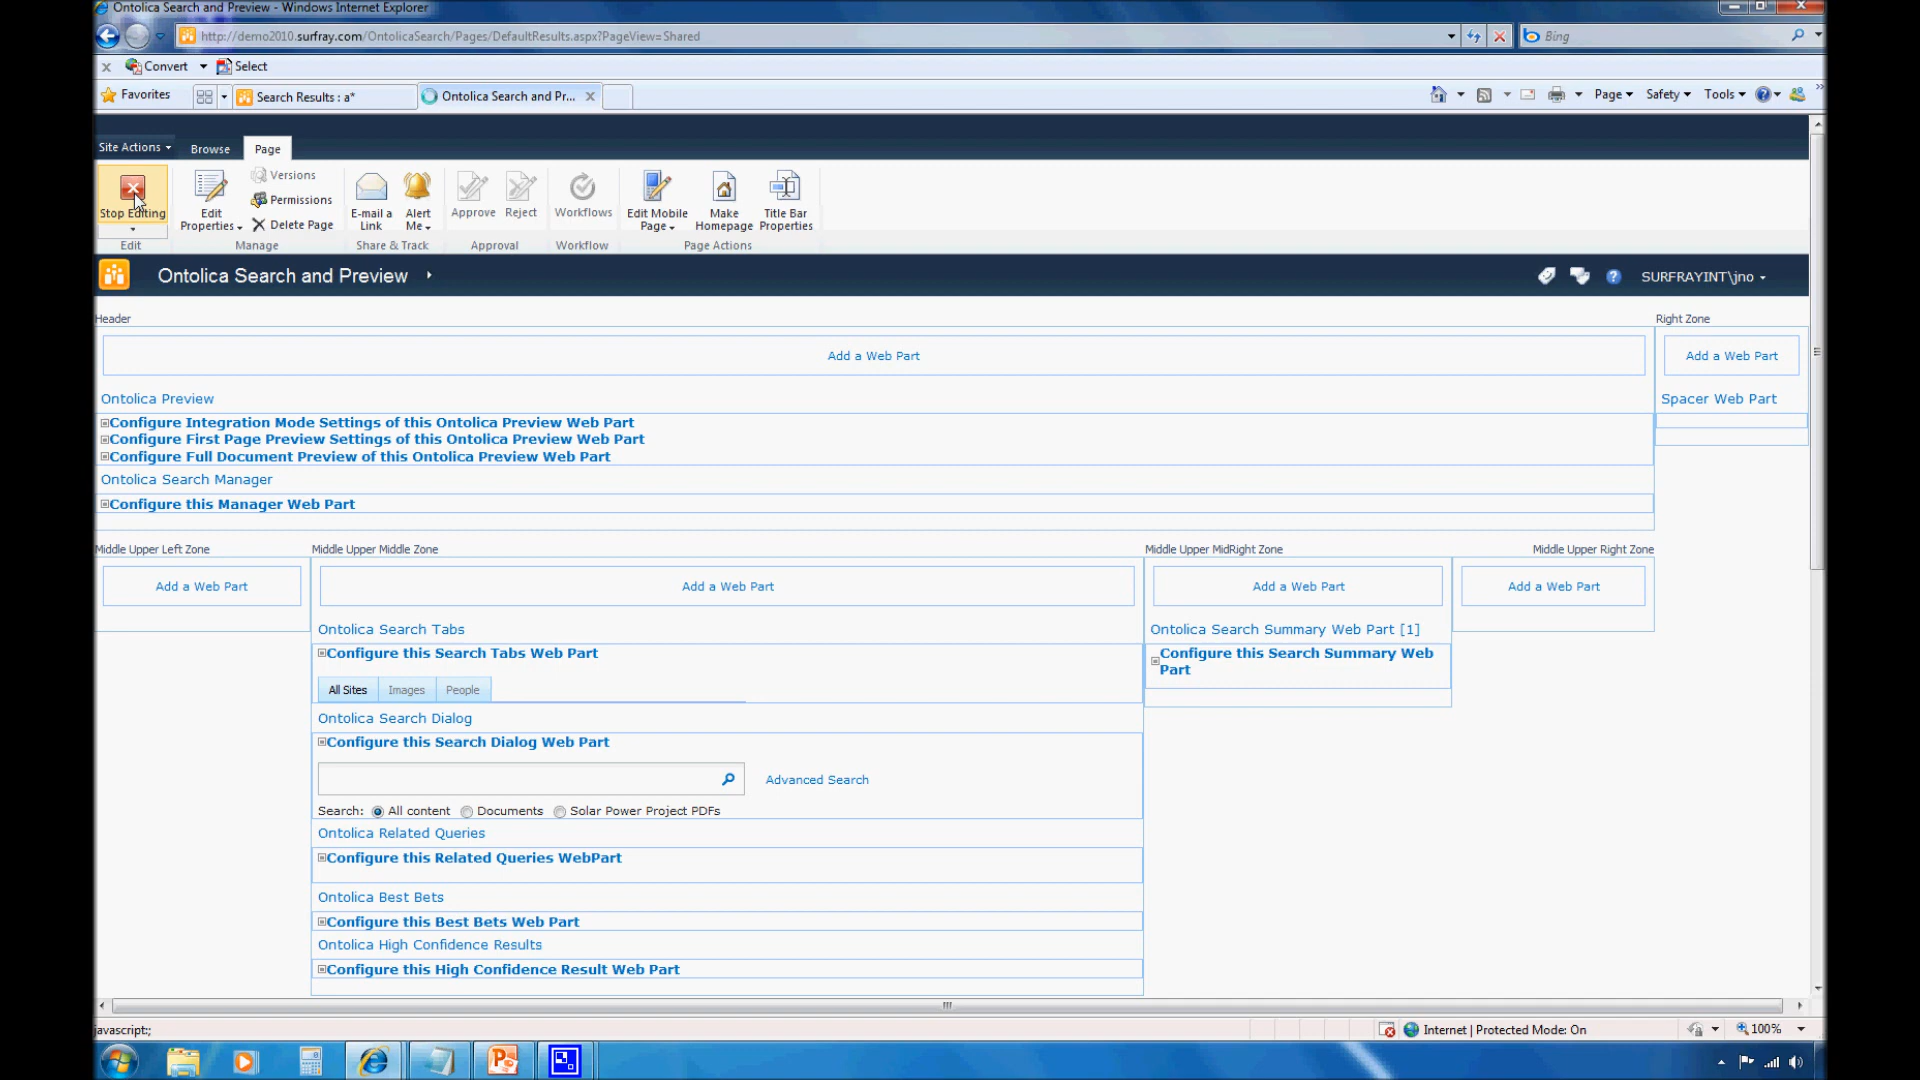 Ontolica Search and Preview - Windows Internet Explorer
http://demo2010.surfray.com/OntolicaSearch/Pages/DefaultResults.aspx?PageView=Shared
Bing
x Convert Select
Favorites
Search Results : a*
Ontolica Search and Pr...
Page Safety Tools
Site Actions Browse Page
Stop Editing
Edit Properties
Versions
Permissions
Delete Page
E-mail a Link
Alert Me
Approve
Reject
Workflows
Edit Mobile Page
Make Homepage
Title Bar Properties
Edit Manage Share & Track Approval Workflow Page Actions
Ontolica Search and Preview
SURFRAYINT\jno
Header
Right Zone
Add a Web Part
Add a Web Part
Ontolica Preview
Spacer Web Part
Configure Integration Mode Settings of this Ontolica Preview Web Part
Configure First Page Preview Settings of this Ontolica Preview Web Part
Configure Full Document Preview of this Ontolica Preview Web Part
Ontolica Search Manager
Configure this Manager Web Part
Middle Upper Left Zone
Middle Upper Middle Zone
Middle Upper MidRight Zone
Middle Upper Right Zone
Add a Web Part
Add a Web Part
Add a Web Part
Add a Web Part
Ontolica Search Tabs
Ontolica Search Summary Web Part [1]
Configure this Search Tabs Web Part
Configure this Search Summary Web
Part
All Sites Images People
Ontolica Search Dialog
Configure this Search Dialog Web Part
Advanced Search
Search: All content Documents Solar Power Project PDFs
Ontolica Related Queries
Configure this Related Queries WebPart
Ontolica Best Bets
Configure this Best Bets Web Part
Ontolica High Confidence Results
Configure this High Confidence Result Web Part
javascript:;
Internet | Protected Mode: On
100%